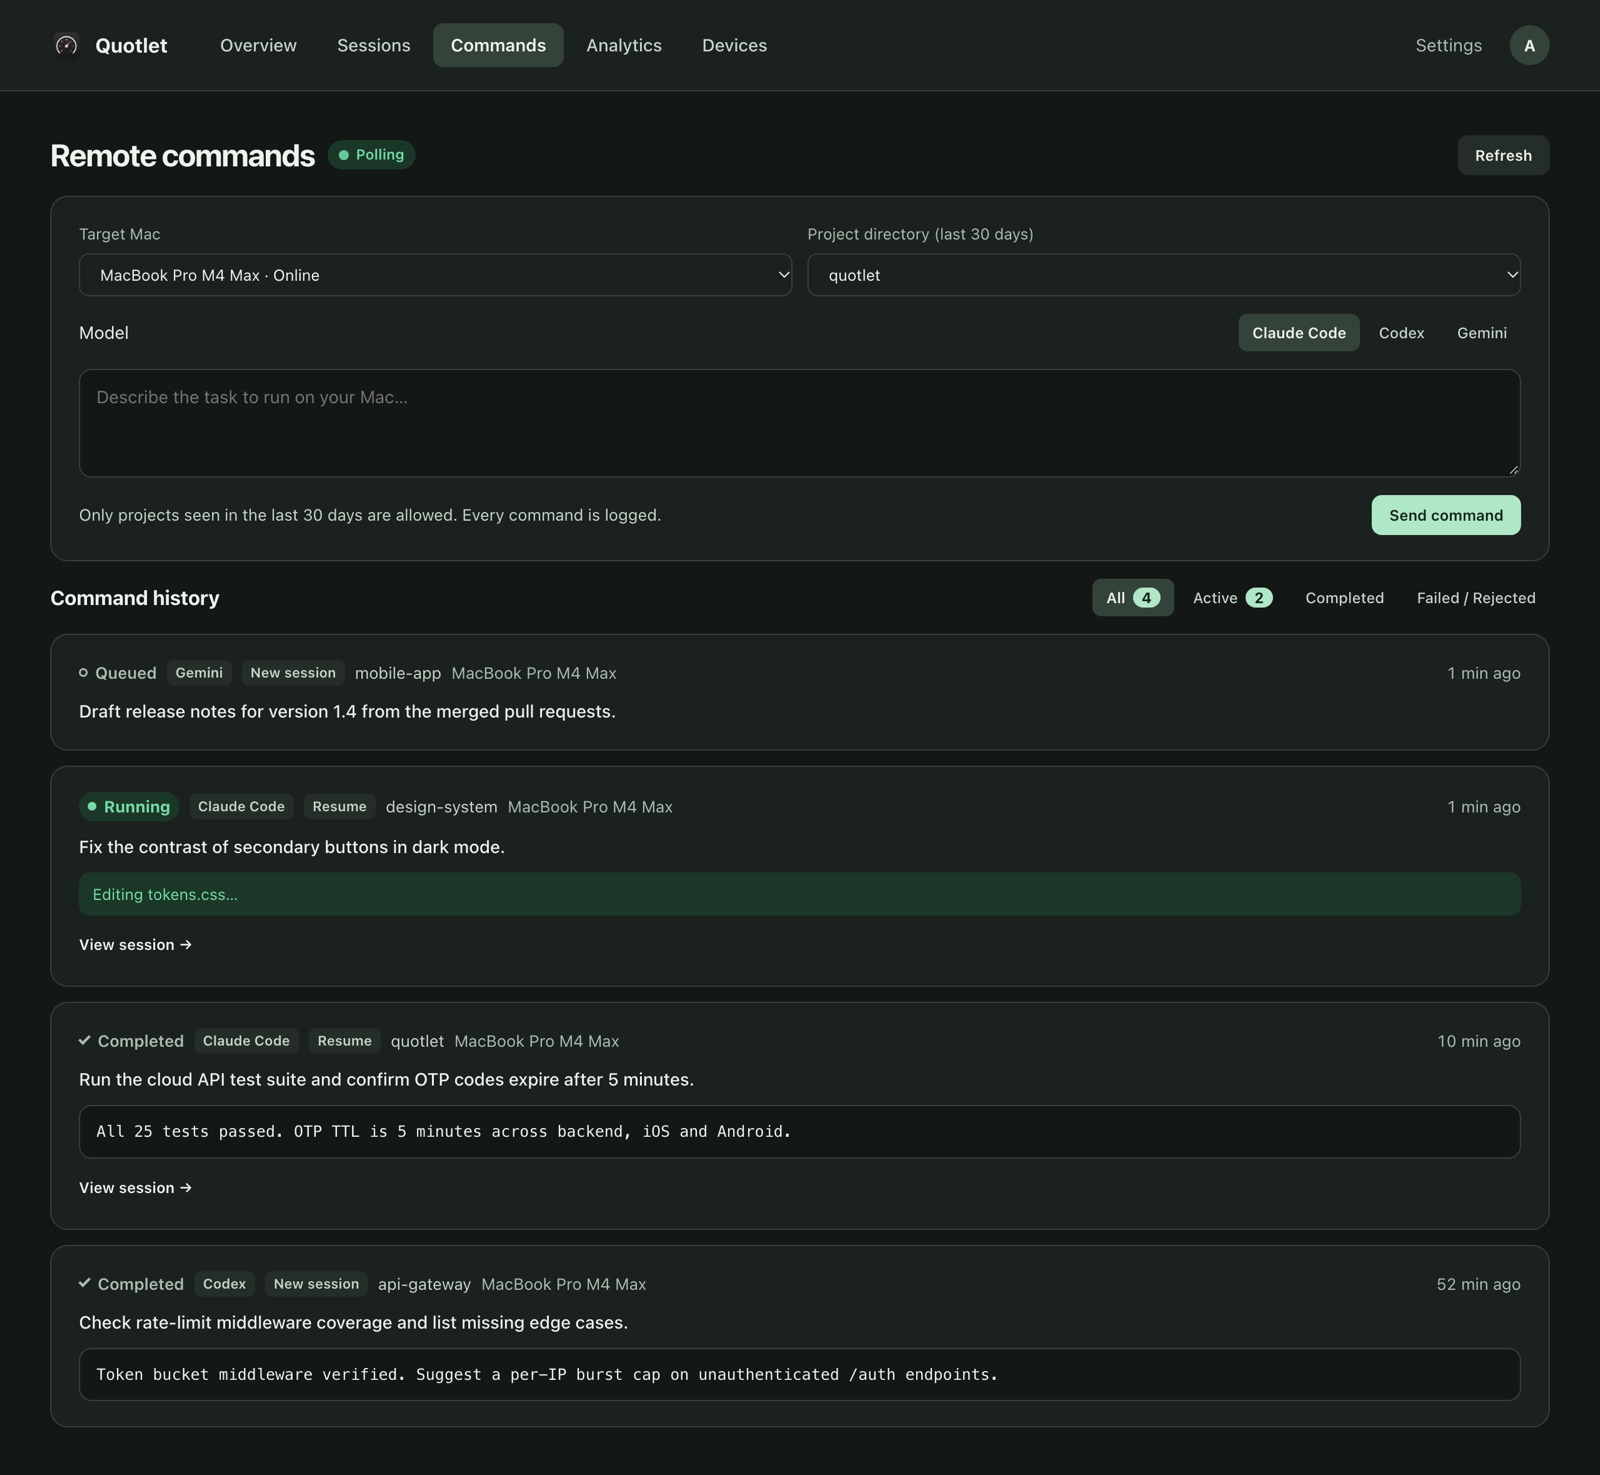 Quotlet Overview Sessions Commands Analytics Devices Settings A
Remote commands Polling Refresh
Target Mac Project directory (last 30 days)
MacBook Pro M4 Max · Online quotlet
Model Claude Code Codex Gemini
Describe the task to run on your Mac...
Only projects seen in the last 30 days are allowed. Every command is logged. Send command
Command history All 4 Active 2 Completed Failed / Rejected
Queued Gemini New session mobile-app MacBook Pro M4 Max 1 min ago
Draft release notes for version 1.4 from the merged pull requests.
Running Claude Code Resume design-system MacBook Pro M4 Max 1 min ago
Fix the contrast of secondary buttons in dark mode.
Editing tokens.css...
View session →
✓ Completed Claude Code Resume quotlet MacBook Pro M4 Max 10 min ago
Run the cloud API test suite and confirm OTP codes expire after 5 minutes.
All 25 tests passed. OTP TTL is 5 minutes across backend, iOS and Android.
View session →
✓ Completed Codex New session api-gateway MacBook Pro M4 Max 52 min ago
Check rate-limit middleware coverage and list missing edge cases.
Token bucket middleware verified. Suggest a per-IP burst cap on unauthenticated /auth endpoints.